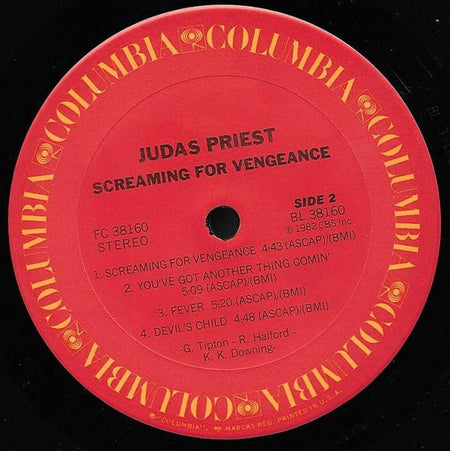 COLUMBIA COLUMBIA COLUMBIA COLUMBIA COLUMBIA COLUMBIA
JUDAS PRIEST
SCREAMING FOR VENGEANCE
FC 38160
STEREO
SIDE 2
BL 38160
Ⓟ 1982 CBS Inc.
1. SCREAMING FOR VENGEANCE 4:43 (ASCAP)/(BMI)
2. YOU'VE GOT ANOTHER THING COMIN'
5:09 (ASCAP)/(BMI)
3. FEVER 5:20 (ASCAP)/(BMI)
4. DEVIL'S CHILD 4:48 (ASCAP)/(BMI)
-G. Tipton - R. Halford -
K. K. Downing-
"COLUMBIA", MARCAS REG. PRINTED IN U.S.A.